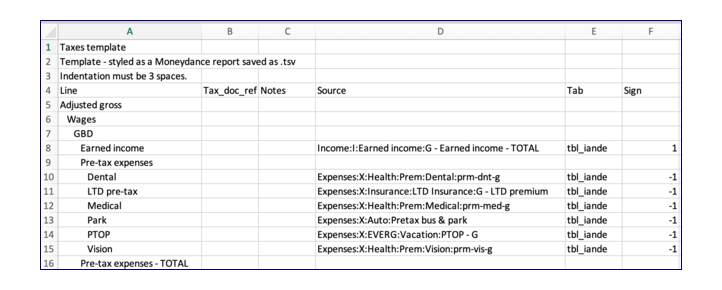 A B C D E F
1 Taxes template
2 Template - styled as a Moneydance report saved as .tsv
3 Indentation must be 3 spaces.
4 Line Tax_doc_ref Notes Source Tab Sign
5 Adjusted gross
6 Wages
7 GBD
8 Earned income Income:I:Earned income:G - Earned income - TOTAL tbl_iande 1
9 Pre-tax expenses
10 Dental Expenses:X:Health:Prem:Dental:prm-dnt-g tbl_iande -1
11 LTD pre-tax Expenses:X:Insurance:LTD Insurance:G - LTD premium tbl_iande -1
12 Medical Expenses:X:Health:Prem:Medical:prm-med-g tbl_iande -1
13 Park Expenses:X:Auto:Pretax bus & park tbl_iande -1
14 PTOP Expenses:X:EVERG:Vacation:PTOP - G tbl_iande -1
15 Vision Expenses:X:Health:Prem:Vision:prm-vis-g tbl_iande -1
16 Pre-tax expenses - TOTAL